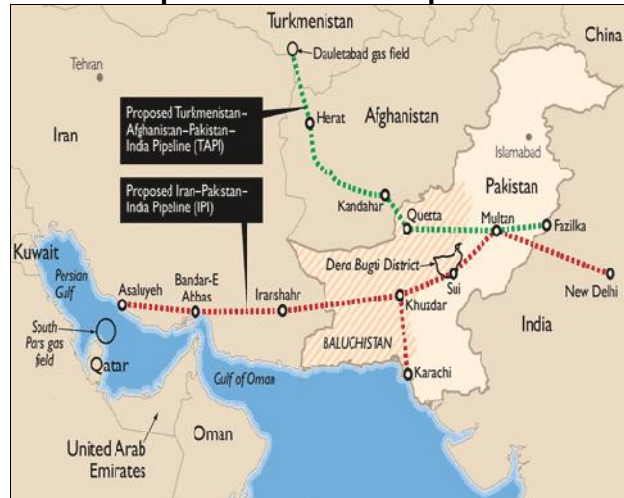 Turkmenistan
China
Tehran
Dauletabad gas field
Proposed Turkmenistan–
Afghanistan–Pakistan–
India Pipeline (TAPI)
Herat
Afghanistan
Iran
Islamabad
Proposed Iran–Pakistan–
India Pipeline (IPI)
Pakistan
Kandahar
Quetta
Multan
Fazilka
Kuwait
Persian
Gulf
Asaluyeh
Bandar-E
Abbas
Irarshahr
Dera Bugti District
Sui
Khuzdar
New Delhi
South
Pars gas
field
BALUCHISTAN
India
Qatar
Gulf of Oman
Karachi
United Arab
Emirates
Oman